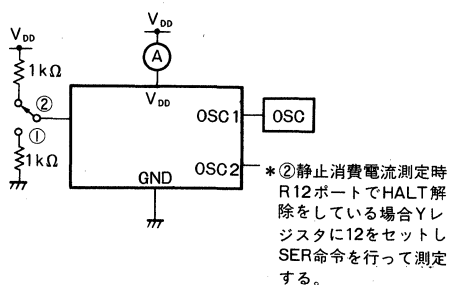 V_DD
V_DD
1kΩ
A
②
V_DD
OSC1
OSC
①
1kΩ
OSC2
GND
*②静止消費電流測定時
R12ポートでHALT解
除をしている場合Yレ
ジスタに12をセットし
SER命令を行って測定
する。